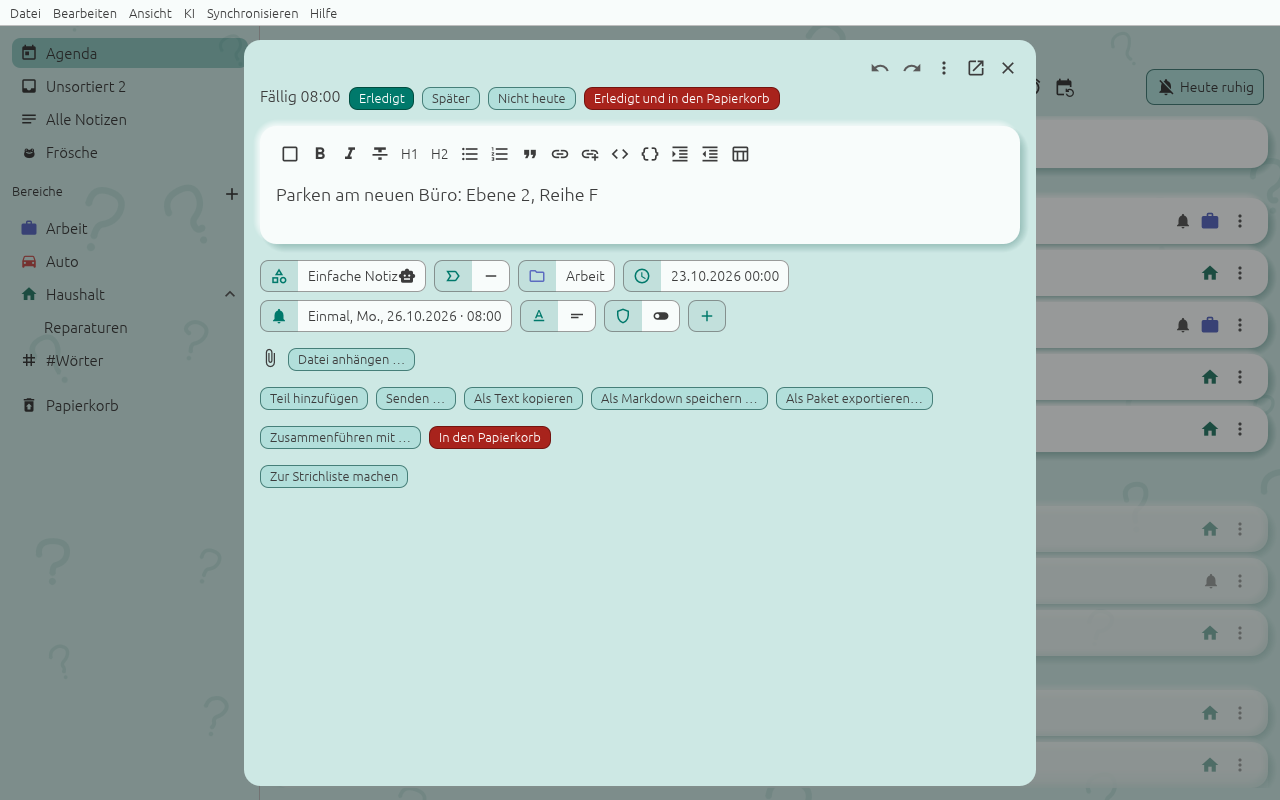 Datei Bearbeiten Ansicht KI Synchronisieren Hilfe
Agenda
Unsortiert 2
Alle Notizen
Frösche
Bereiche
Arbeit
Auto
Haushalt
Reparaturen
#Wörter
Papierkorb
Heute ruhig
Fällig 08:00 Erledigt Später Nicht heute Erledigt und in den Papierkorb
H1 H2
Parken am neuen Büro: Ebene 2, Reihe F
Einfache Notiz Arbeit 23.10.2026 00:00
Einmal, Mo., 26.10.2026 · 08:00
Datei anhängen …
Teil hinzufügen Senden … Als Text kopieren Als Markdown speichern … Als Paket exportieren…
Zusammenführen mit … In den Papierkorb
Zur Strichliste machen